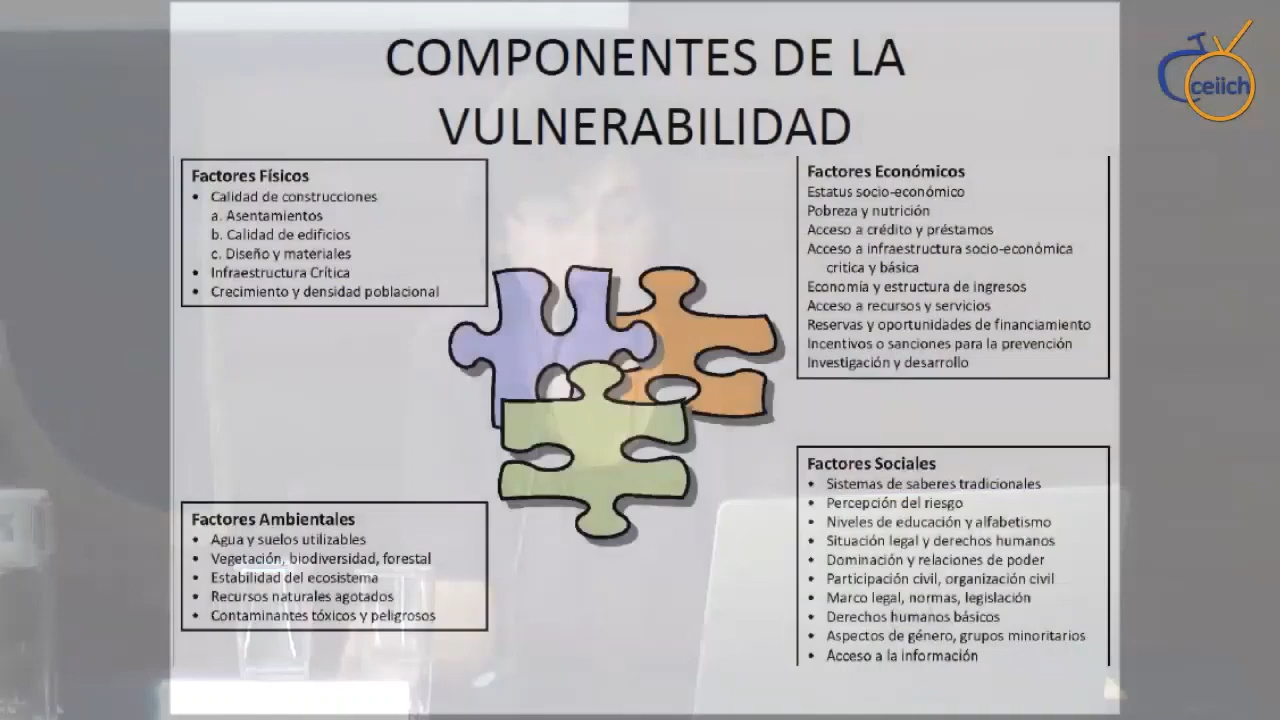 COMPONENTES DE LA
VULNERABILIDAD
Factores Físicos
• Calidad de construcciones
a. Asentamientos
b. Calidad de edificios
c. Diseño y materiales
• Infraestructura Crítica
• Crecimiento y densidad poblacional
Factores Económicos
Estatus socio-económico
Pobreza y nutrición
Acceso a crédito y préstamos
Acceso a infraestructura socio-económica
critica y básica
Economía y estructura de ingresos
Acceso a recursos y servicios
Reservas y oportunidades de financiamiento
Incentivos o sanciones para la prevención
Investigación y desarrollo
Factores Ambientales
• Agua y suelos utilizables
• Vegetación, biodiversidad, forestal
• Estabilidad del ecosistema
• Recursos naturales agotados
• Contaminantes tóxicos y peligrosos
Factores Sociales
• Sistemas de saberes tradicionales
• Percepción del riesgo
• Niveles de educación y alfabetismo
• Situación legal y derechos humanos
• Dominación y relaciones de poder
• Participación civil, organización civil
• Marco legal, normas, legislación
• Derechos humanos básicos
• Aspectos de género, grupos minoritarios
• Acceso a la información
TV
ceiich